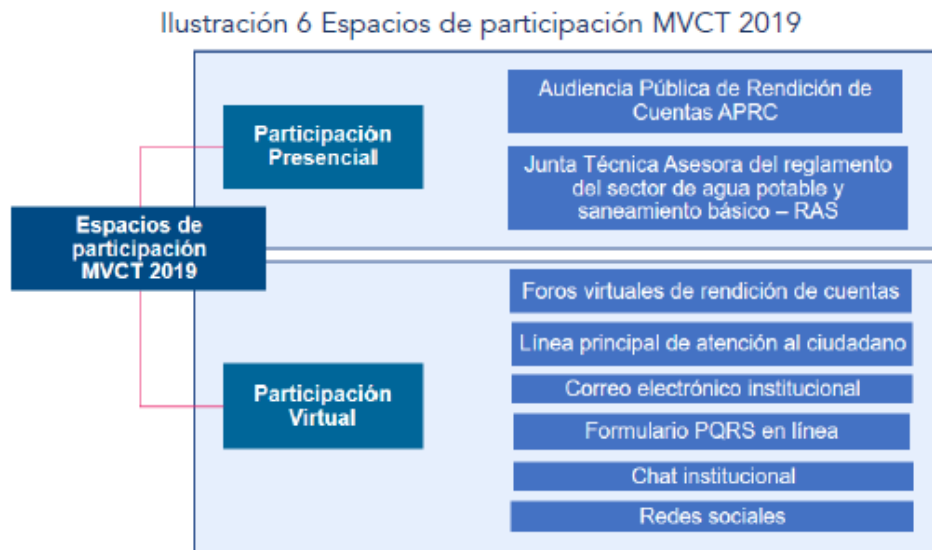 Ilustración 6 Espacios de participación MVCT 2019
Espacios de
participación
MVCT 2019
Participación
Presencial
Audiencia Pública de Rendición de
Cuentas APRC
Junta Técnica Asesora del reglamento
del sector de agua potable y
saneamiento básico – RAS
Participación
Virtual
Foros virtuales de rendición de cuentas
Línea principal de atención al ciudadano
Correo electrónico institucional
Formulario PQRS en línea
Chat institucional
Redes sociales